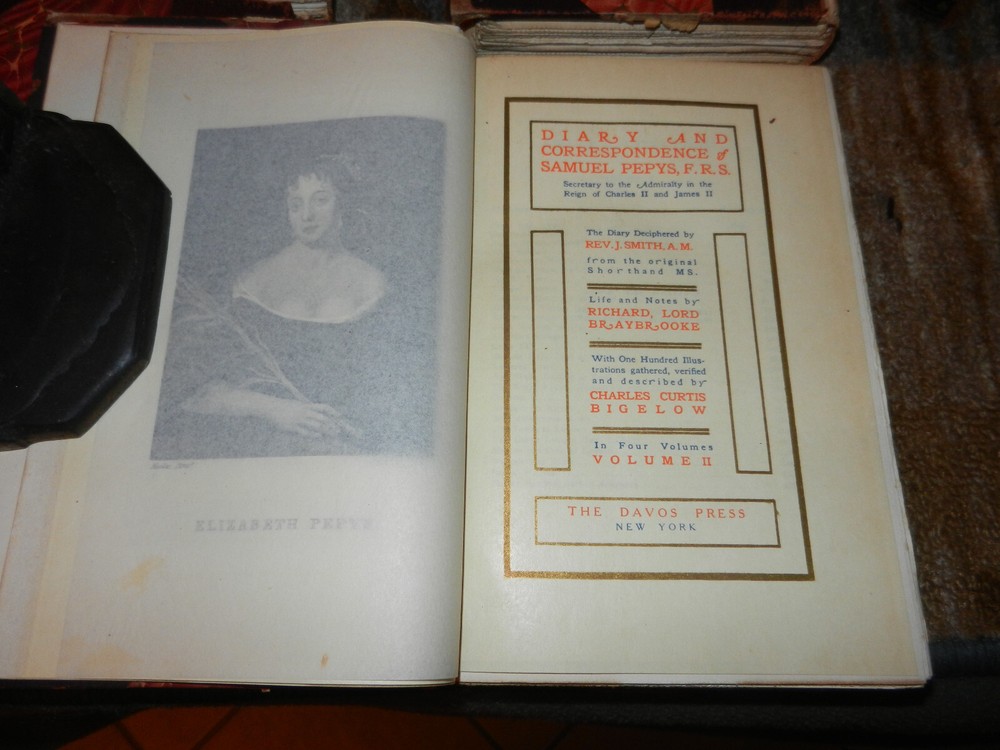 ELIZABETH PEPYS
DIARY AND
CORRESPONDENCE of
SAMUEL PEPYS, F.R.S.
Secretary to the Admiralty in the
Reign of Charles II and James II
The Diary Deciphered by
REV. J. SMITH, A.M.
from the original
Shorthand MS.
Life and Notes by
RICHARD, LORD
BRAYBROOKE
With One Hundred Illus-
trations gathered, verified
and described by
CHARLES CURTIS
BIGELOW
In Four Volumes
VOLUME II
THE DAVOS PRESS
NEW YORK